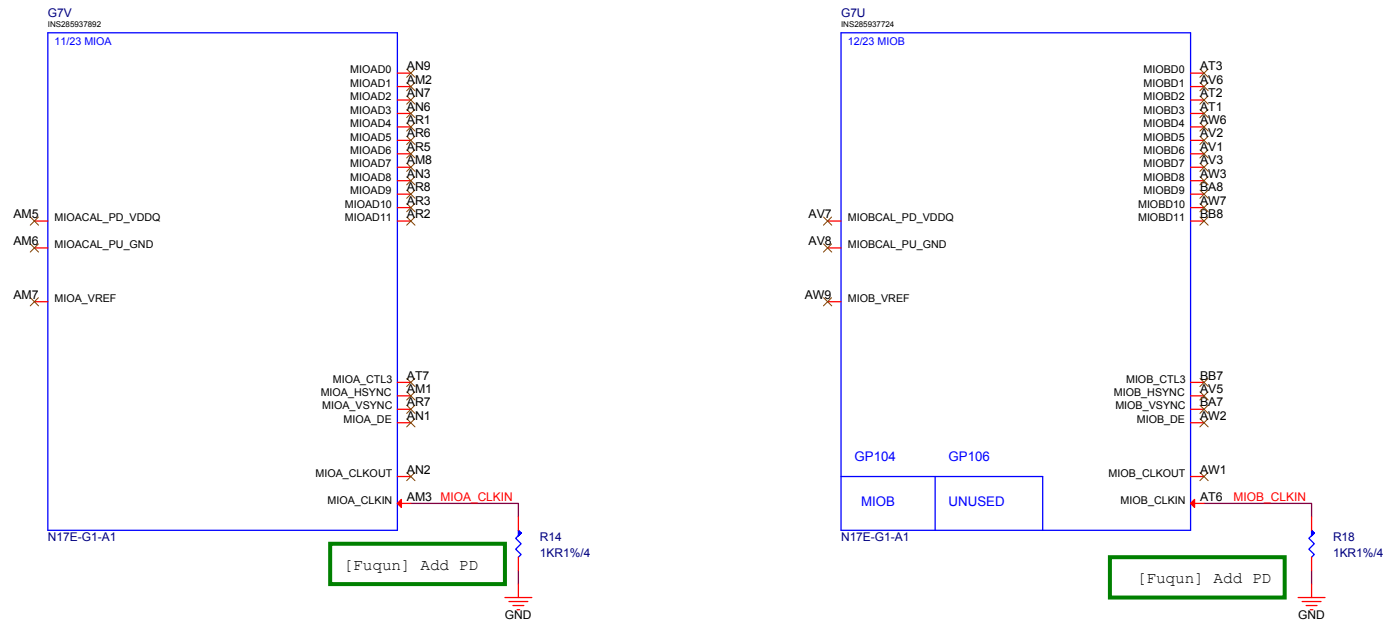 G7V
INS285937892
11/23 MIOA
MIOAD0 AN9
MIOAD1 AM2
MIOAD2 AN7
MIOAD3 AN6
MIOAD4 AR1
MIOAD5 AR6
MIOAD6 AR5
MIOAD7 AM8
MIOAD8 AN3
MIOAD9 AR8
MIOAD10 AR3
MIOAD11 AR2
AM5 MIOACAL_PD_VDDQ
AM6 MIOACAL_PU_GND
AM7 MIOA_VREF
MIOA_CTL3 AT7
MIOA_HSYNC AM1
MIOA_VSYNC AR7
MIOA_DE AN1
MIOA_CLKOUT AN2
MIOA_CLKIN AM3 MIOA_CLKIN
N17E-G1-A1
R14
1KR1%/4
[Fuqun] Add PD
GND
G7U
INS285937724
12/23 MIOB
MIOBD0 AT3
MIOBD1 AV6
MIOBD2 AT2
MIOBD3 AT1
MIOBD4 AW6
MIOBD5 AV2
MIOBD6 AV1
MIOBD7 AV3
MIOBD8 AW3
MIOBD9 BA8
MIOBD10 AW7
MIOBD11 BB8
AV7 MIOBCAL_PD_VDDQ
AV8 MIOBCAL_PU_GND
AW9 MIOB_VREF
MIOB_CTL3 BB7
MIOB_HSYNC AV5
MIOB_VSYNC BA7
MIOB_DE AW2
GP104 GP106
MIOB UNUSED
MIOB_CLKOUT AW1
MIOB_CLKIN AT6 MIOB_CLKIN
N17E-G1-A1
R18
1KR1%/4
[Fuqun] Add PD
GND